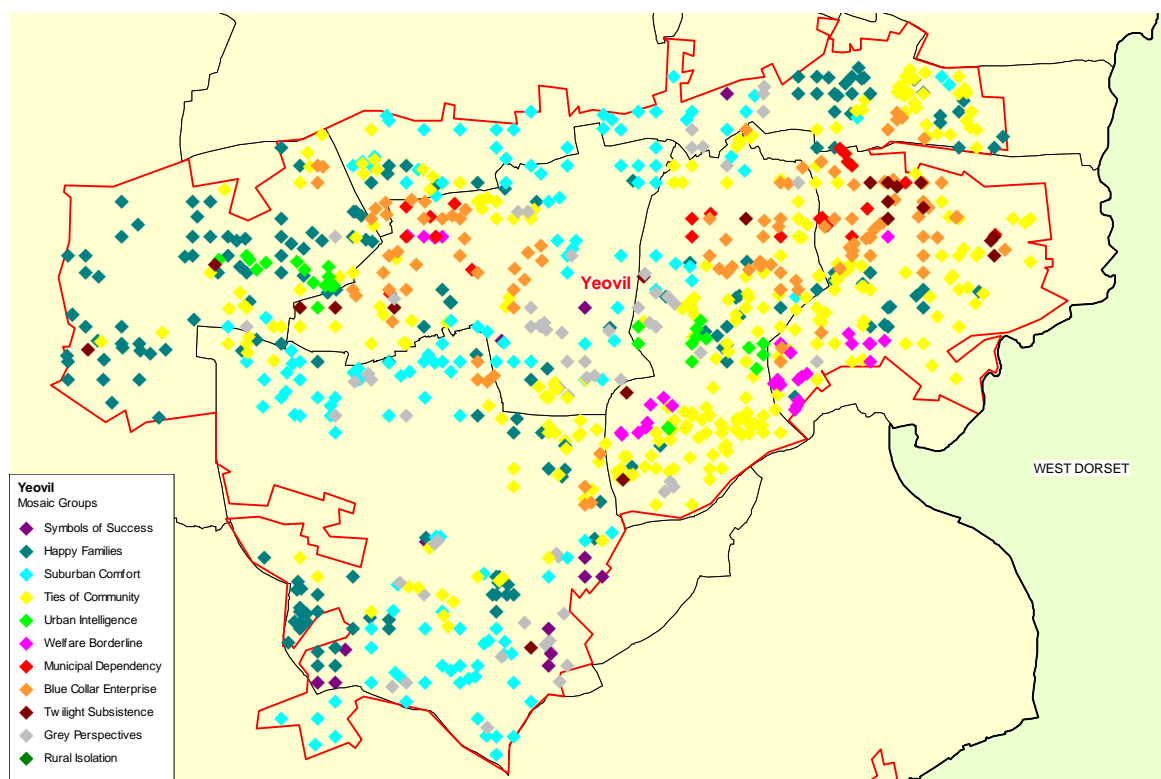 Yeovil
WEST DORSET
Yeovil
Mosaic Groups
Symbols of Success
Happy Families
Suburban Comfort
Ties of Community
Urban Intelligence
Welfare Borderline
Municipal Dependency
Blue Collar Enterprise
Twilight Subsistence
Grey Perspectives
Rural Isolation